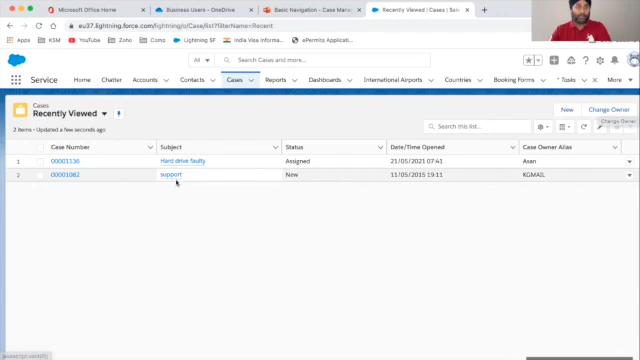 Microsoft Office Home
Business Users - OneDrive
Basic Navigation - Case Manag
Recently Viewed | Cases | Sale
eu37.lightning.force.com/lightning/o/Case/list?filterName=Recent
Apps
KSM
YouTube
Zoho
Lightning SF
India Visa Informat...
ePermits Applicati...
All
Search Cases and more...
Service
Home
Chatter
Accounts
Contacts
Cases
Reports
Dashboards
International Airports
Countries
Booking Forms
* Tasks
More
Cases
Recently Viewed
New
Change Owner
Change Owner
2 items • Updated a few seconds ago
Search this list...
Case Number
Subject
Status
Date/Time Opened
Case Owner Alias
1
00001136
Hard drive faulty
Assigned
21/05/2021 07:41
Asan
2
00001082
support
New
11/05/2015 19:11
KGMAIL
javascript:void(0);